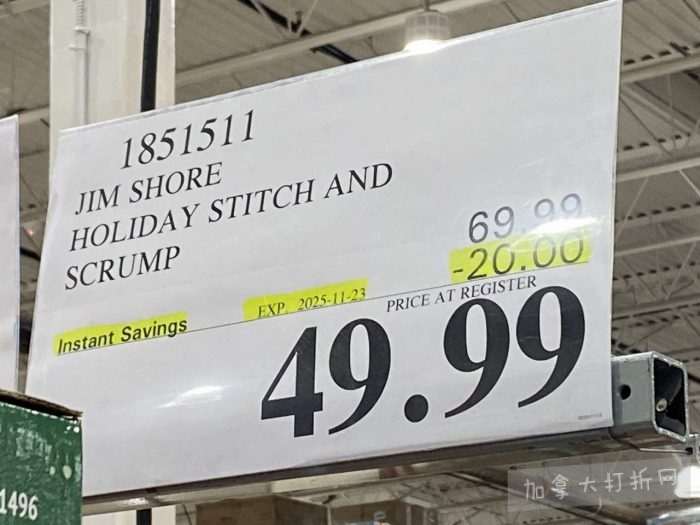 1851511
JIM SHORE
HOLIDAY STITCH AND
SCRUMP
69.99
-20.00
Instant Savings
EXP. 2025-11-23
PRICE AT REGISTER
49.99
1496
加拿大打折网